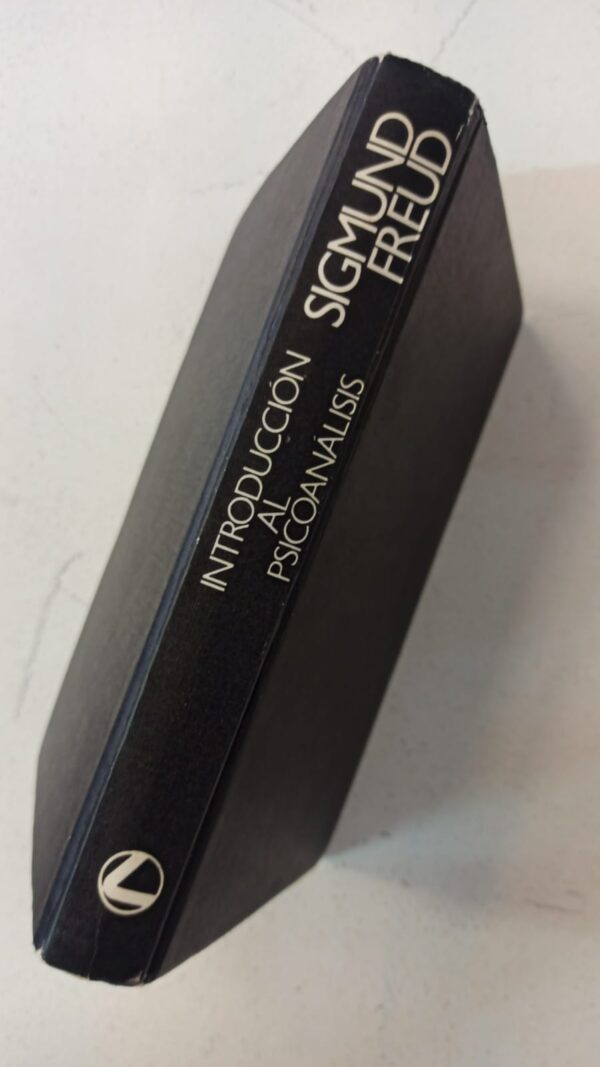 SIGMUND
FREUD
INTRODUCCIÓN
AL
PSICOANÁLISIS